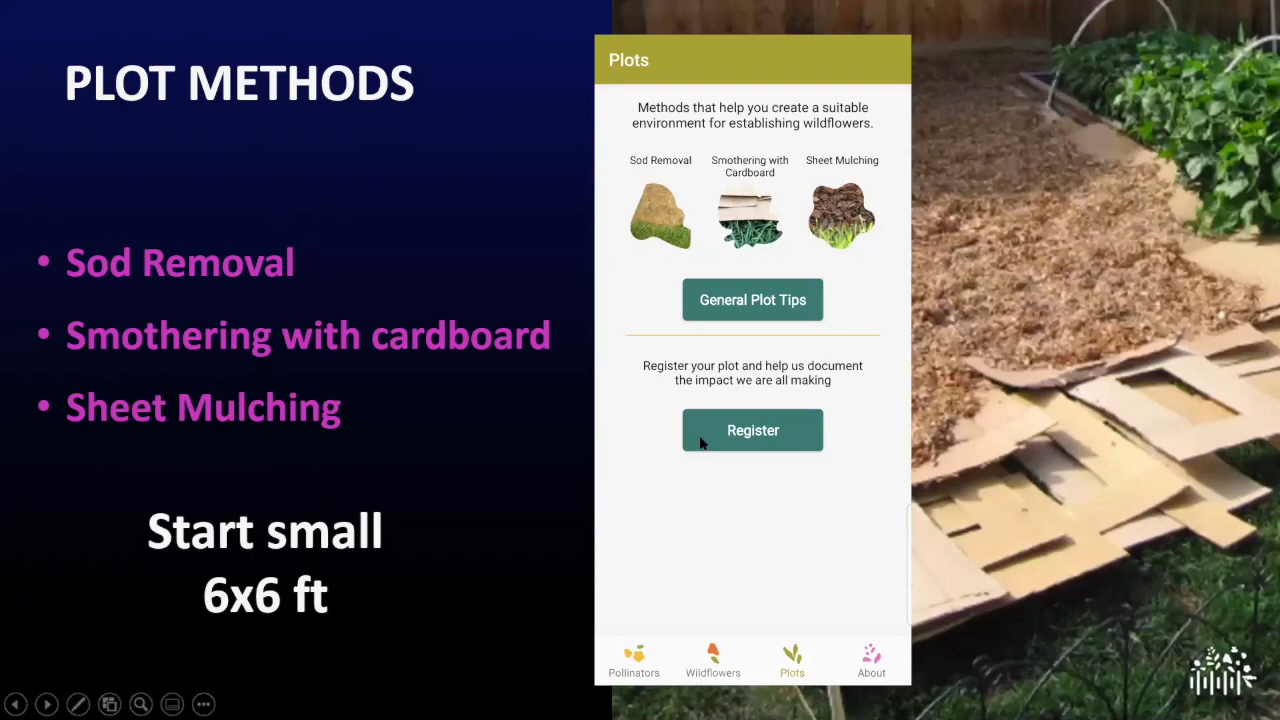 PLOT METHODS
• Sod Removal
• Smothering with cardboard
• Sheet Mulching
Start small
6x6 ft
Plots
Methods that help you create a suitable
environment for establishing wildflowers.
Sod Removal
Smothering with
Cardboard
Sheet Mulching
General Plot Tips
Register your plot and help us document
the impact we are all making
Register
Pollinators
Wildflowers
Plots
About